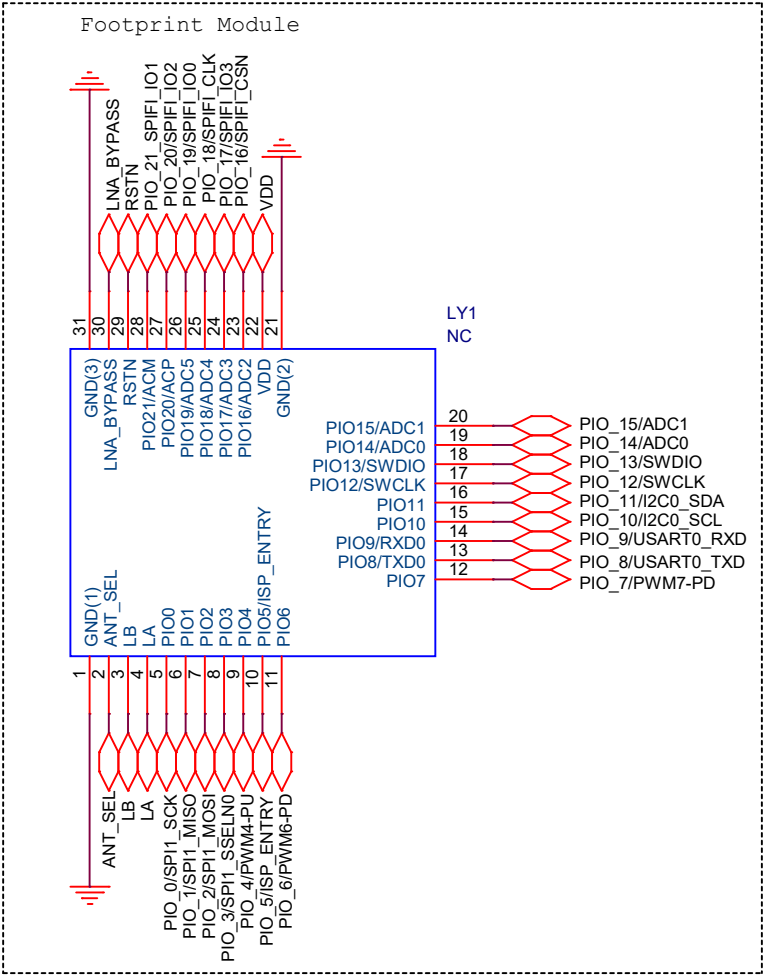 Footprint Module
LNA_BYPASS
RSTN
PIO_21_SPIFI_IO1
PIO_20/SPIFI_IO2
PIO_19/SPIFI_IO0
PIO_18/SPIFI_CLK
PIO_17/SPIFI_IO3
PIO_16/SPIFI_CSN
VDD
31
30
29
28
27
26
25
24
23
22
21
LY1
NC
GND(3)
LNA_BYPASS
RSTN
PIO21/ACM
PIO20/ACP
PIO19/ADC5
PIO18/ADC4
PIO17/ADC3
PIO16/ADC2
VDD
GND(2)
PIO15/ADC1 20 PIO_15/ADC1
PIO14/ADC0 19 PIO_14/ADC0
PIO13/SWDIO 18 PIO_13/SWDIO
PIO12/SWCLK 17 PIO_12/SWCLK
PIO11 16 PIO_11/I2C0_SDA
PIO10 15 PIO_10/I2C0_SCL
PIO9/RXD0 14 PIO_9/USART0_RXD
PIO8/TXD0 13 PIO_8/USART0_TXD
PIO7 12 PIO_7/PWM7-PD
GND(1)
ANT_SEL
LB
LA
PIO0
PIO1
PIO2
PIO3
PIO4
PIO5/ISP_ENTRY
PIO6
1
2
3
4
5
6
7
8
9
10
11
ANT_SEL
LB
LA
PIO_0/SPI1_SCK
PIO_1/SPI1_MISO
PIO_2/SPI1_MOSI
PIO_3/SPI1_SSELN0
PIO_4/PWM4-PU
PIO_5/ISP_ENTRY
PIO_6/PWM6-PD